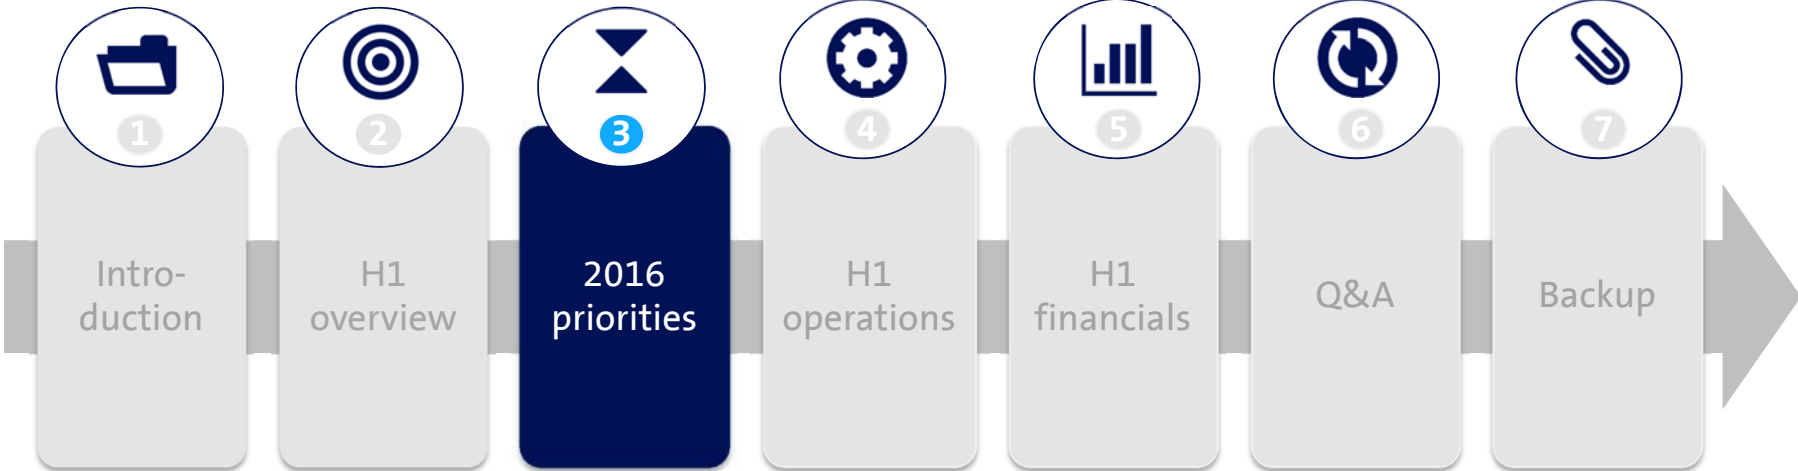 1
2
3
4
5
6
7
Intro-
duction
H1
overview
2016
priorities
H1
operations
H1
financials
Q&A
Backup